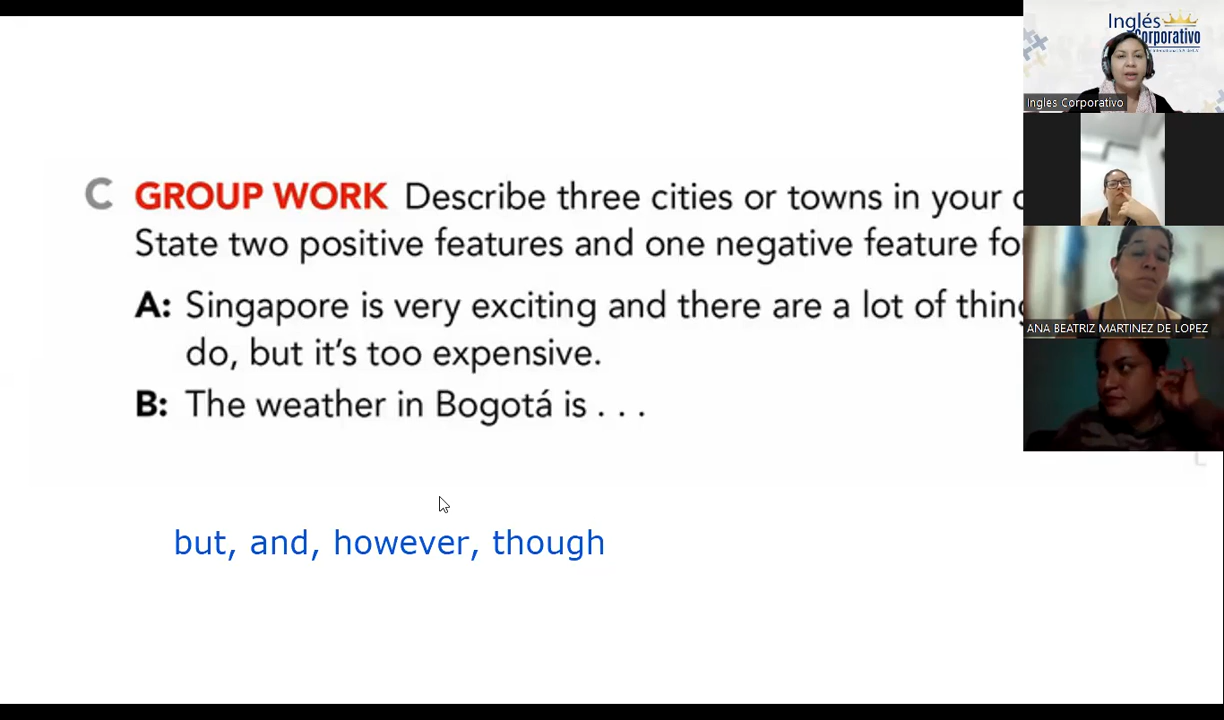 Inglés
Corporativo
Ingles Corporativo
C GROUP WORK Describe three cities or towns in your
State two positive features and one negative feature
A: Singapore is very exciting and there are a lot of
do, but it's too expensive.
B: The weather in Bogotá is . . .
ANA BEATRIZ MARTINEZ DE LOPEZ
but, and, however, though